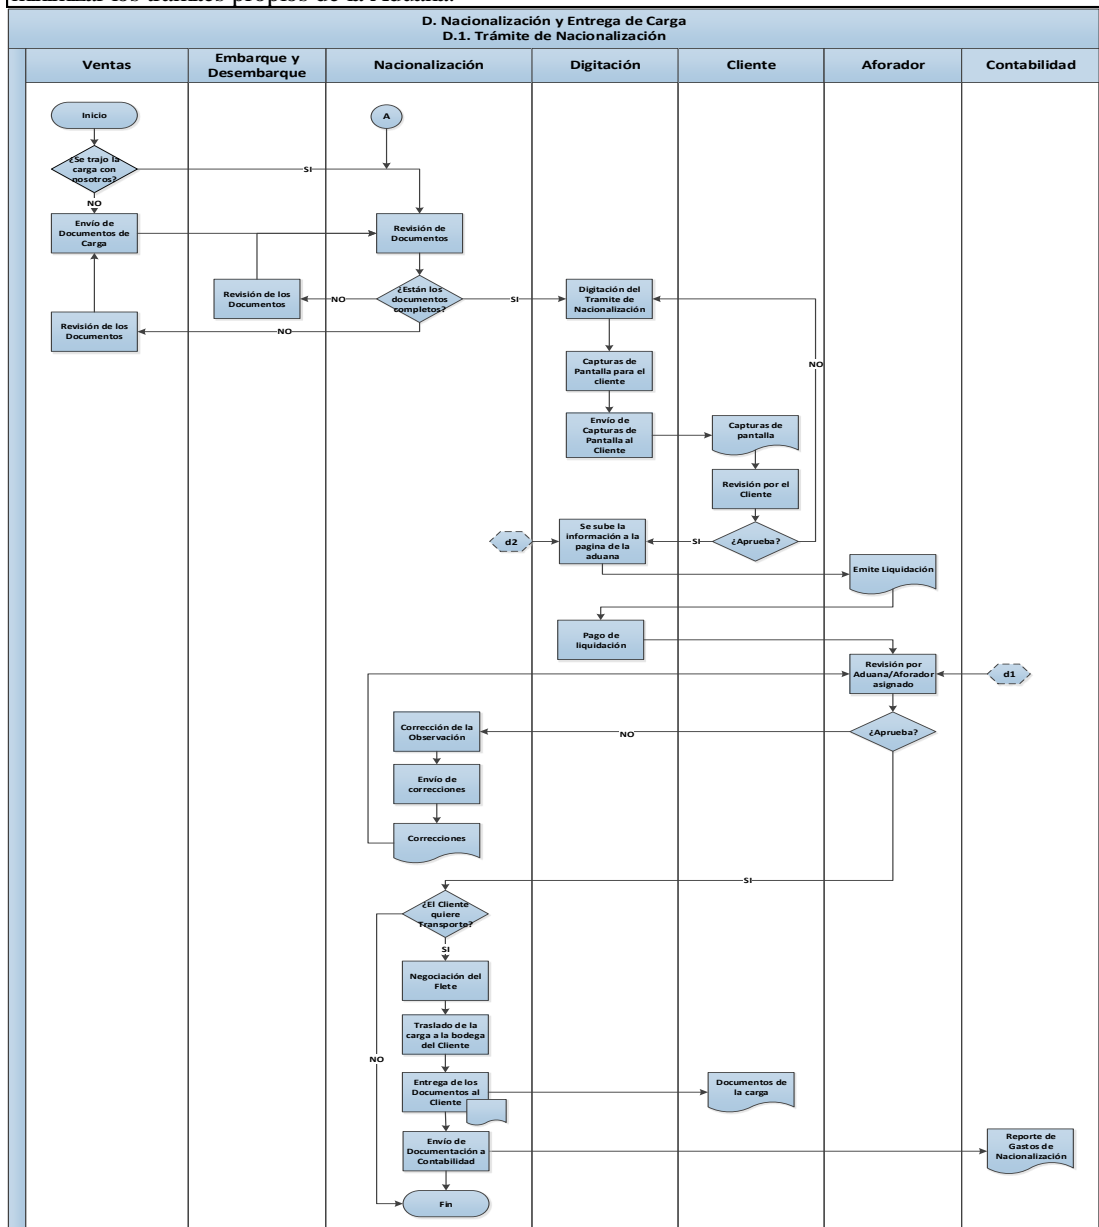 minimizar los trámites propios de la Aduana.
D. Nacionalización y Entrega de Carga
D.1. Trámite de Nacionalización
Ventas
Embarque y
Desembarque
Nacionalización
Digitación
Cliente
Aforador
Contabilidad
Inicio
A
¿Se trajo la
carga con
nosotros?
SI
NO
Envío de
Documentos de
Carga
Revisión de
Documentos
Revisión de los
Documentos
NO
¿Están los
documentos
completos?
SI
Digitación del
Tramite de
Nacionalización
Revisión de los
Documentos
NO
NO
Capturas de
Pantalla para el
cliente
Envío de
Capturas de
Pantalla al
Cliente
Capturas de
pantalla
Revisión por el
Cliente
d2
Se sube la
información a la
pagina de la
aduana
SI
¿Aprueba?
Emite Liquidación
Pago de
liquidación
Revisión por
Aduana/Aforador
asignado
d1
Corrección de la
Observación
NO
¿Aprueba?
Envío de
correcciones
Correcciones
SI
¿El Cliente
quiere
Transporte?
SI
Negociación del
Flete
Traslado de la
carga a la bodega
del Cliente
NO
Entrega de los
Documentos al
Cliente
Documentos de
la carga
Envío de
Documentación a
Contabilidad
Reporte de
Gastos de
Nacionalización
Fin